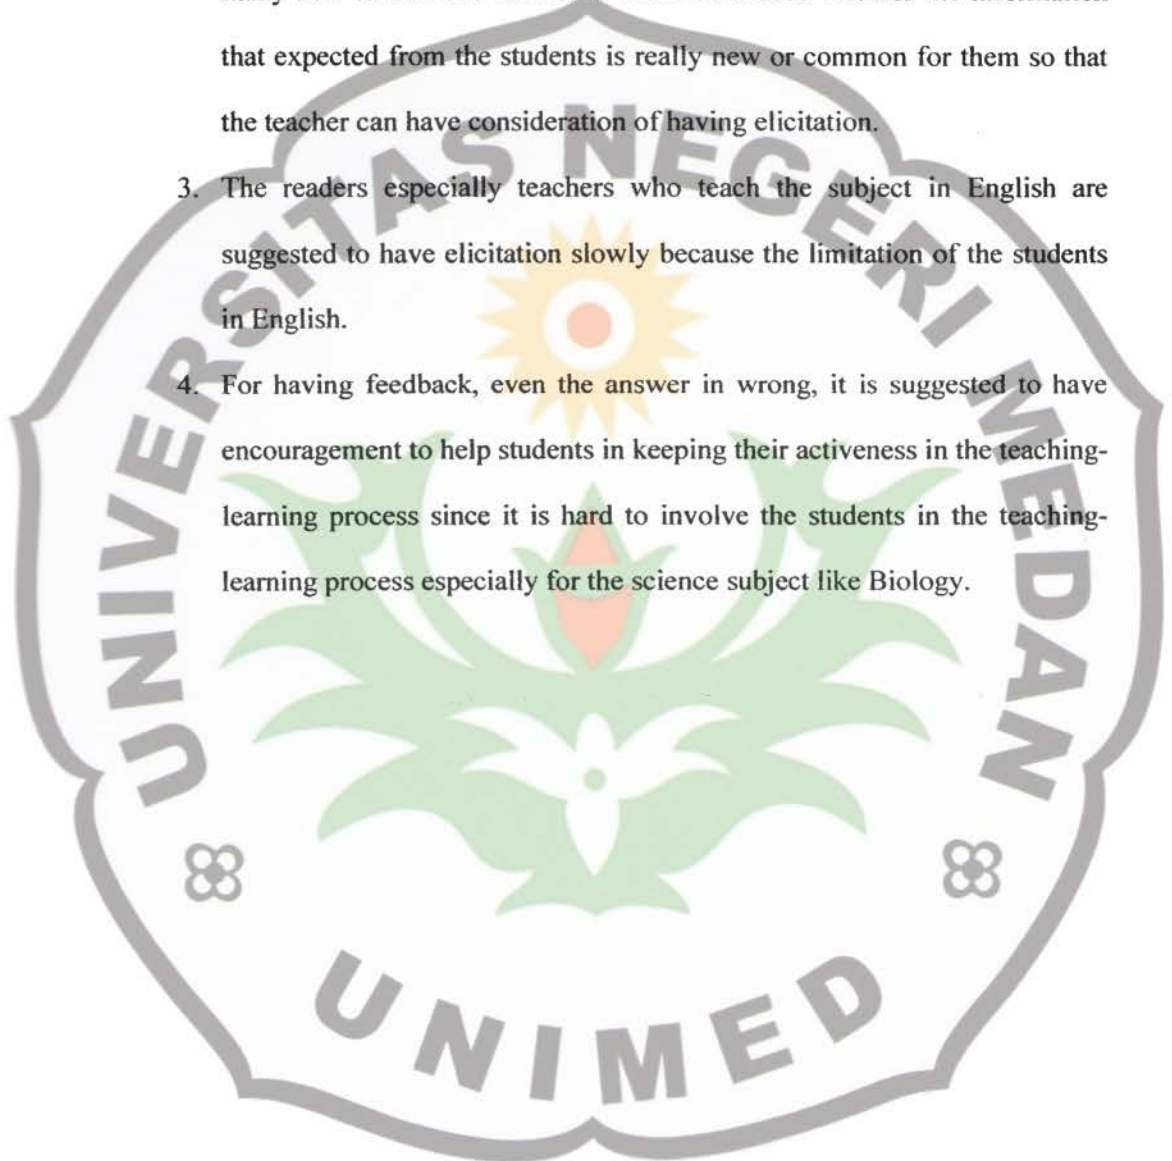 that expected from the students is really new or common for them so that
the teacher can have consideration of having elicitation.
3. The readers especially teachers who teach the subject in English are
suggested to have elicitation slowly because the limitation of the students
in English.
4. For having feedback, even the answer in wrong, it is suggested to have
encouragement to help students in keeping their activeness in the teaching-
learning process since it is hard to involve the students in the teaching-
learning process especially for the science subject like Biology.
UNIVERSITAS NEGERI MEDAN
UNIMED